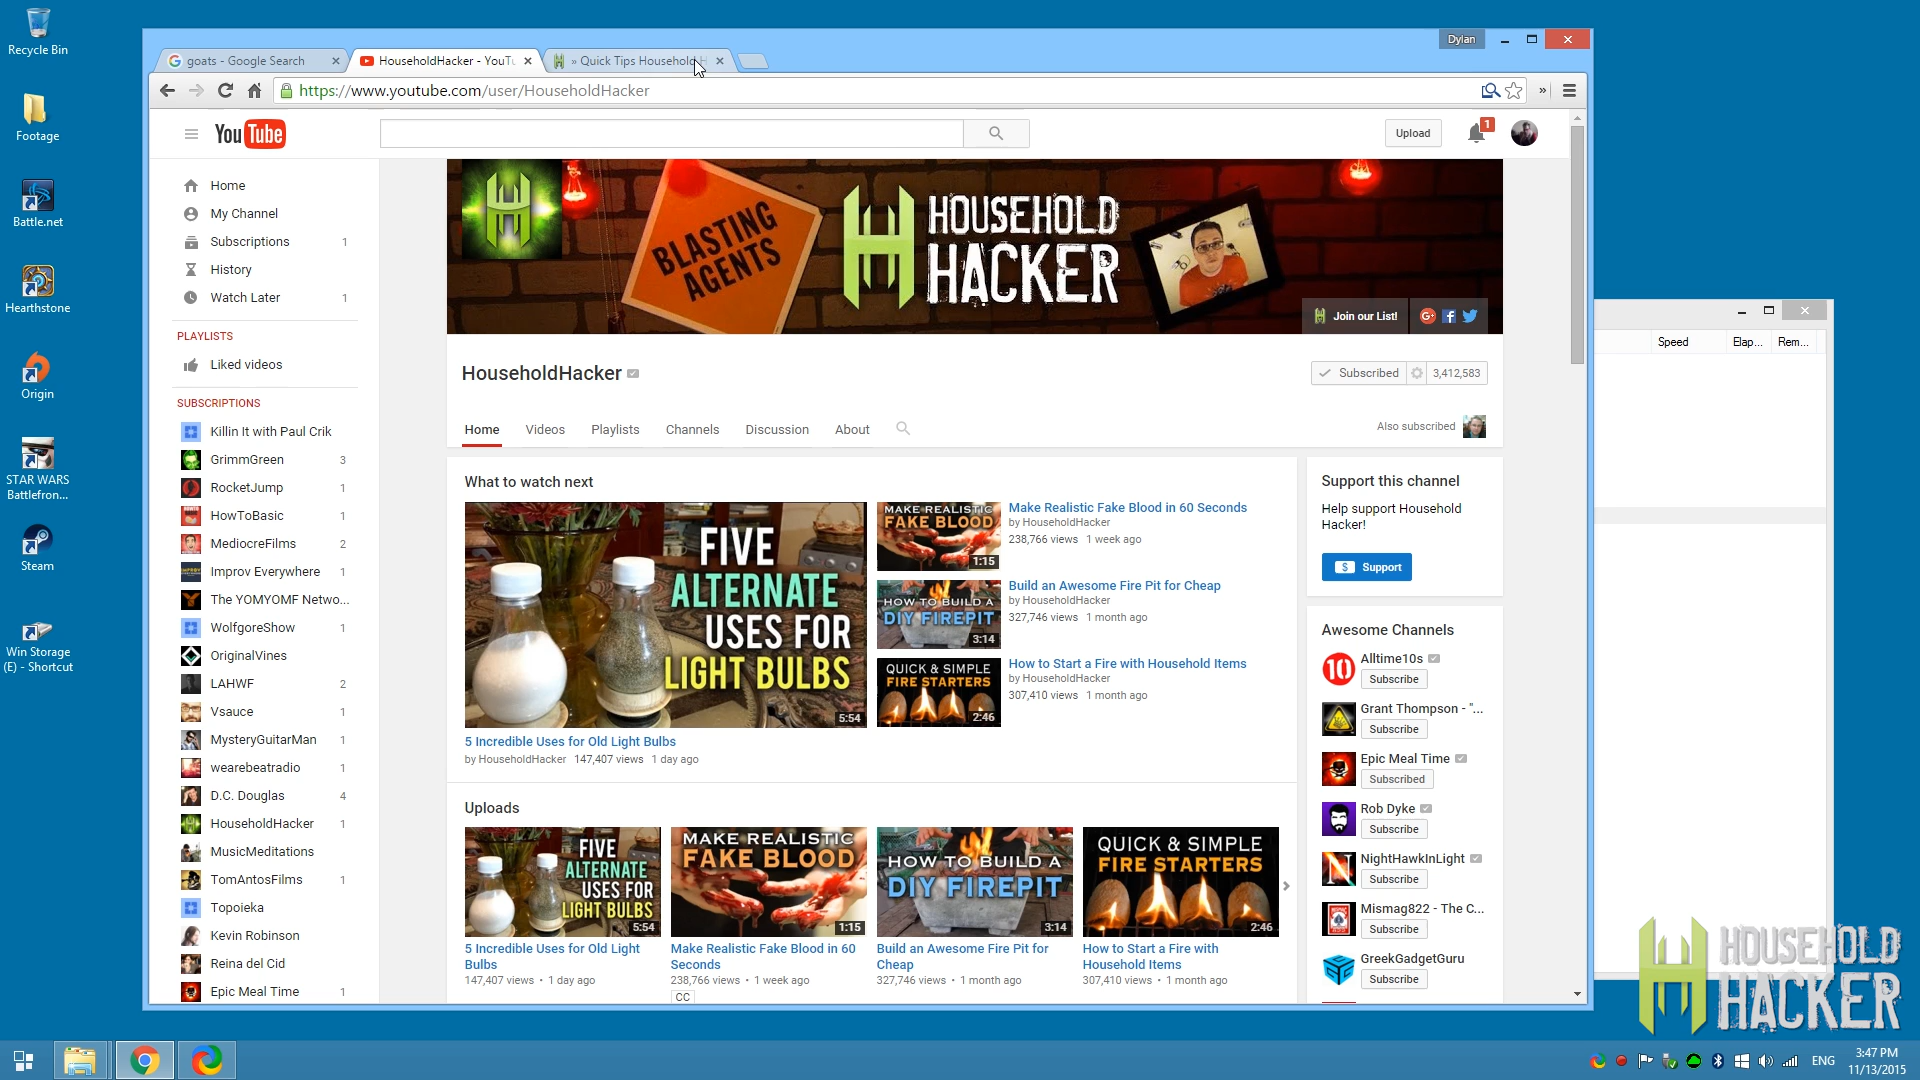 Recycle Bin
Footage
Battle.net
Hearthstone
Origin
STAR WARS
Battlefron...
Steam
Win Storage
(E) - Shortcut
Dylan
goats - Google Search
HouseholdHacker - YouTu
» Quick Tips Household H
https://www.youtube.com/user/HouseholdHacker
»
YouTube
Upload
1
Home
My Channel
Subscriptions 1
History
Watch Later 1
PLAYLISTS
Liked videos
SUBSCRIPTIONS
Killin It with Paul Crik
GrimmGreen 3
RocketJump 1
HowToBasic 1
MediocreFilms 2
Improv Everywhere 1
The YOMYOMF Netwo...
WolfgoreShow 1
OriginalVines
LAHWF 2
Vsauce 1
MysteryGuitarMan 1
wearebeatradio 1
D.C. Douglas 4
HouseholdHacker 1
MusicMeditations
TomAntosFilms 1
Topoieka
Kevin Robinson
Reina del Cid
Epic Meal Time 1
BLASTING
AGENTS
HOUSEHOLD
HACKER
Join our List!
HouseholdHacker
Subscribed 3,412,583
Home Videos Playlists Channels Discussion About
Also subscribed
What to watch next
FIVE
ALTERNATE
USES FOR
LIGHT BULBS
5:54
5 Incredible Uses for Old Light Bulbs
by HouseholdHacker 147,407 views 1 day ago
MAKE REALISTIC
FAKE BLOOD
1:15
Make Realistic Fake Blood in 60 Seconds
by HouseholdHacker
238,766 views 1 week ago
HOW TO BUILD A
DIY FIREPIT
3:14
Build an Awesome Fire Pit for Cheap
by HouseholdHacker
327,746 views 1 month ago
QUICK & SIMPLE
FIRE STARTERS
2:46
How to Start a Fire with Household Items
by HouseholdHacker
307,410 views 1 month ago
Uploads
FIVE
ALTERNATE
USES FOR
LIGHT BULBS
5:54
5 Incredible Uses for Old Light
Bulbs
147,407 views • 1 day ago
MAKE REALISTIC
FAKE BLOOD
1:15
Make Realistic Fake Blood in 60
Seconds
238,766 views • 1 week ago
CC
HOW TO BUILD A
DIY FIREPIT
3:14
Build an Awesome Fire Pit for
Cheap
327,746 views • 1 month ago
QUICK & SIMPLE
FIRE STARTERS
2:46
How to Start a Fire with
Household Items
307,410 views • 1 month ago
Support this channel
Help support Household
Hacker!
$ Support
Awesome Channels
10
Alltime10s
Subscribe
Grant Thompson - "...
Subscribe
Epic Meal Time
Subscribed
Rob Dyke
Subscribe
NightHawkInLight
Subscribe
Mismag822 - The C...
Subscribe
GreekGadgetGuru
Subscribe
Speed Elap... Rem...
HOUSEHOLD
HACKER
ENG
3:47 PM
11/13/2015